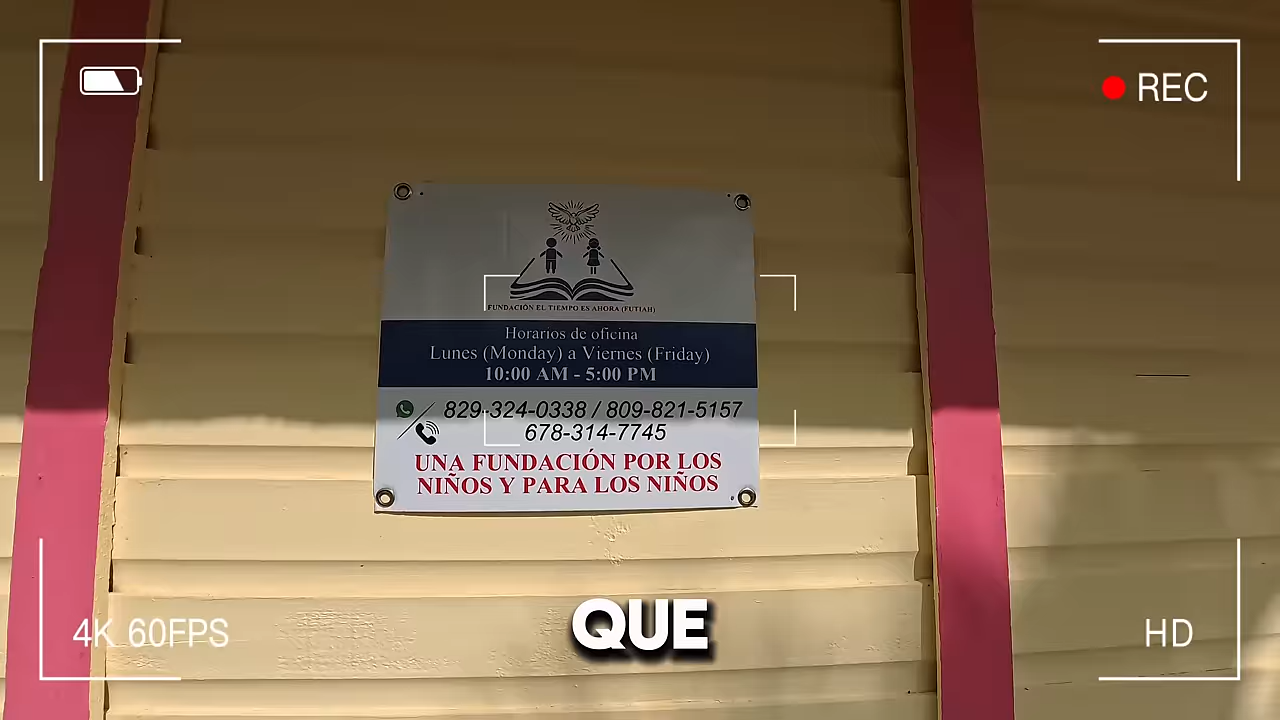 REC
FUNDACIÓN EL TIEMPO ES AHORA (FUTIAH)
Horarios de oficina
Lunes (Monday) a Viernes (Friday)
10:00 AM - 5:00 PM
829-324-0338 / 809-821-5157
678-314-7745
UNA FUNDACIÓN POR LOS
NIÑOS Y PARA LOS NIÑOS
QUE
4K 60FPS
HD